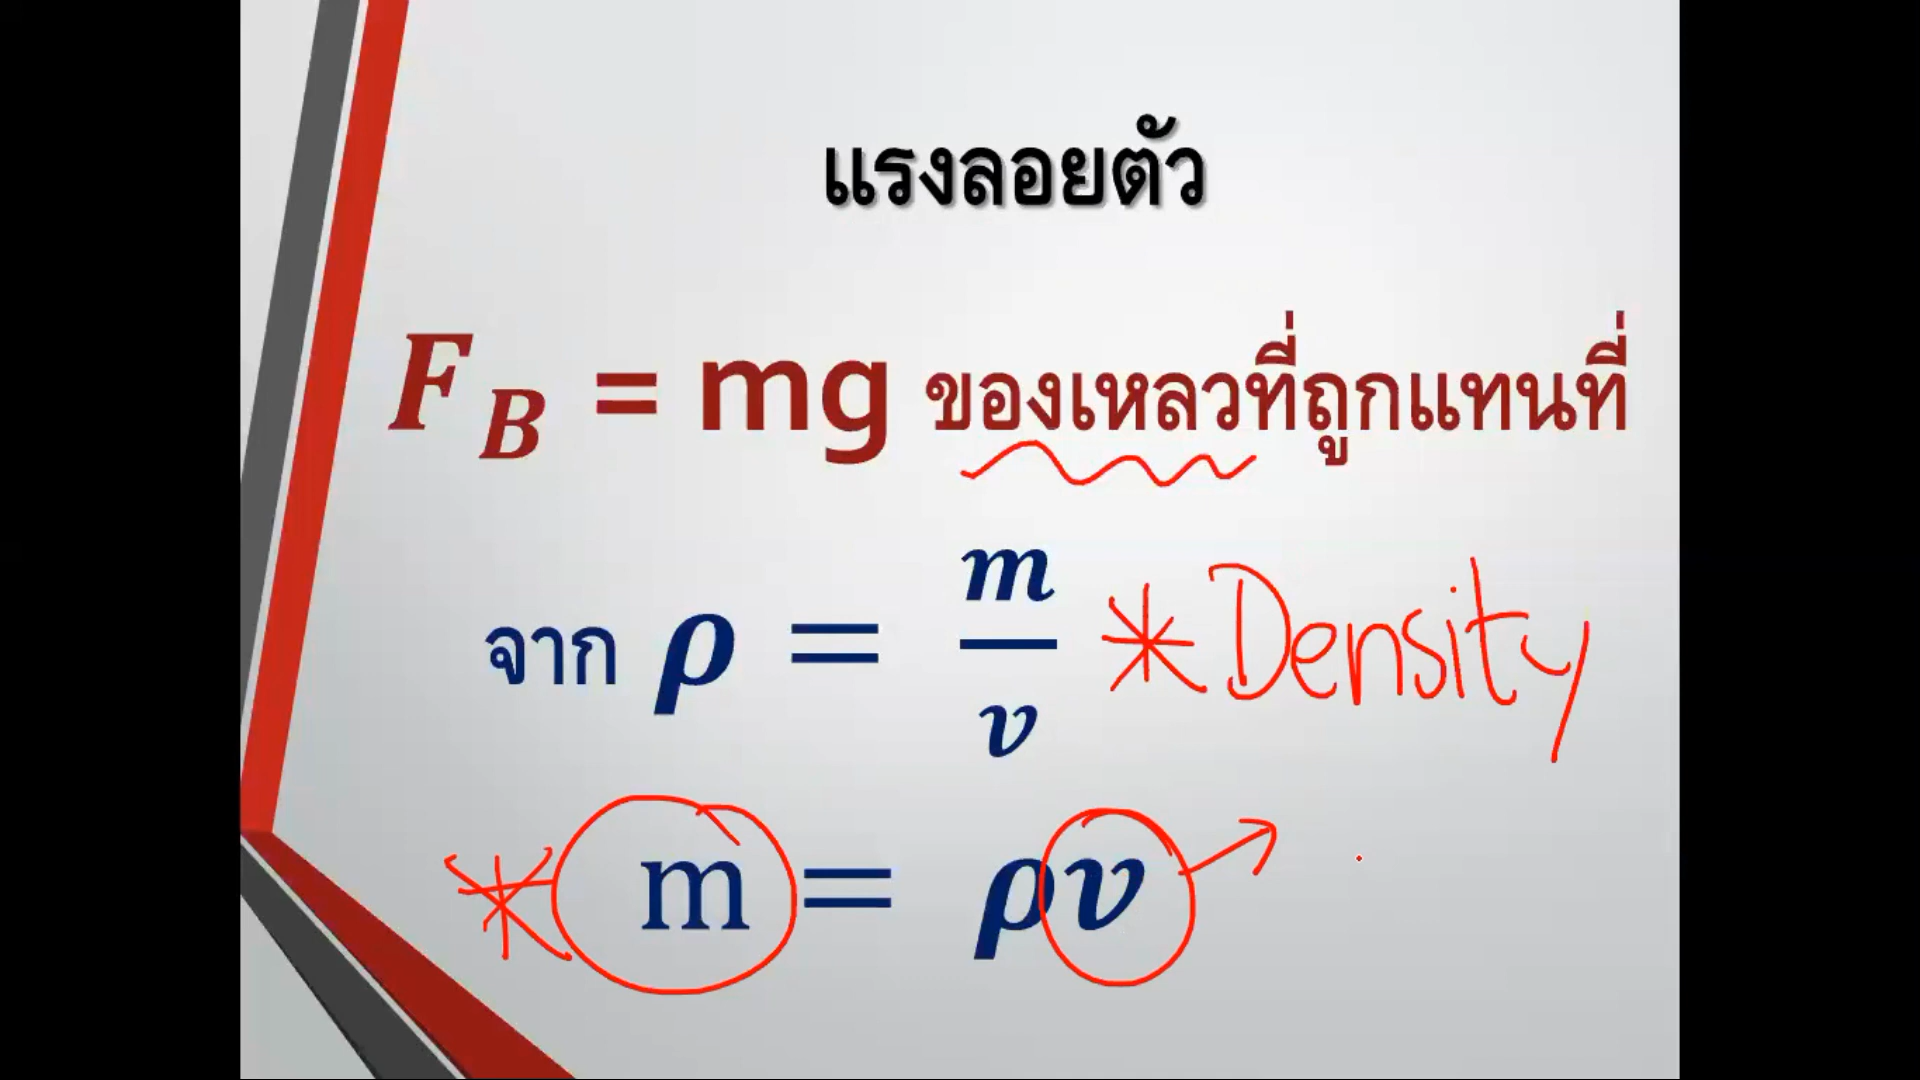 แรงลอยตัว
F B = mg ของเหลวที่ถูกแทนที่
จาก ρ = m/v * Density
* m = ρv